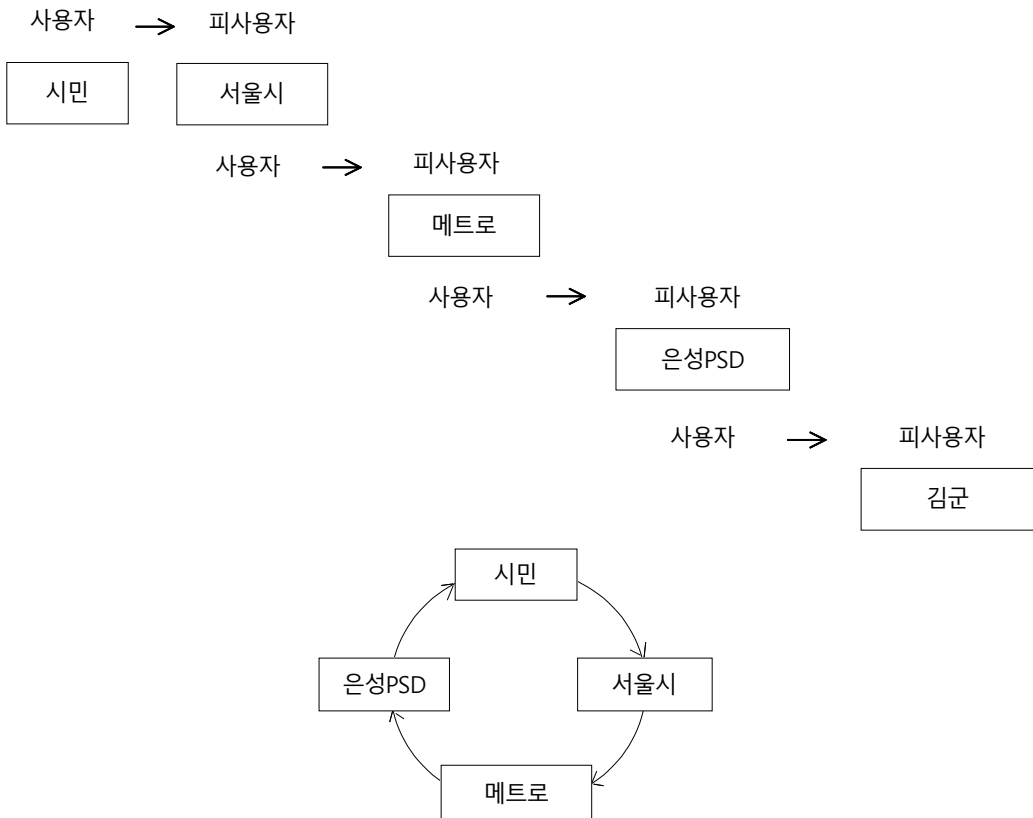 사용자 → 피사용자
시민 서울시
사용자 → 피사용자
메트로
사용자 → 피사용자
은성PSD
사용자 → 피사용자
김군
시민
은성PSD 서울시
메트로